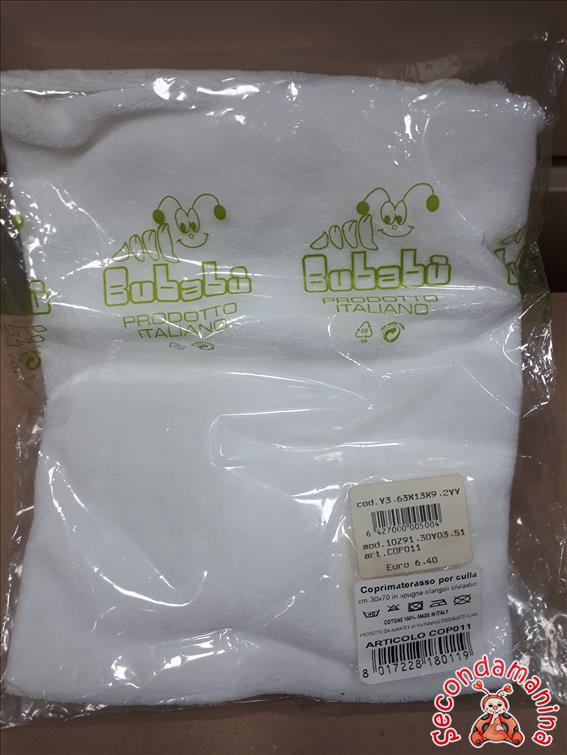 Bubabù
PRODOTTO
ITALIANO
Bubabù
PRODOTTO
ITALIANO
cod.Y3.63X13X9.2YY
6 427000 005004
mod.10Z91.30Y03.51
art.COP011
Euro 6.40
Coprimaterasso per culla
cm 30x70 in spugna c/angoli c/elastici
COTONE 100% - MADE IN ITALY
ARTICOLO COP011
8 017228 180119
Secondamanina